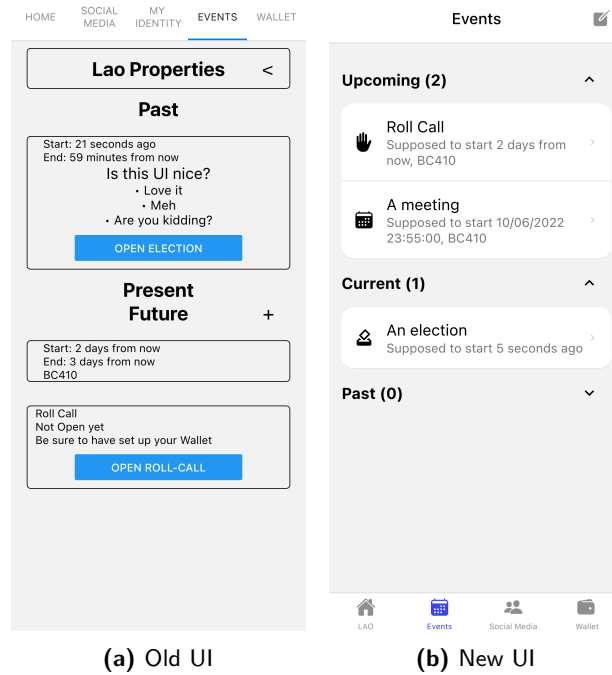 HOME
SOCIAL
MEDIA
MY
IDENTITY
EVENTS
WALLET
Lao Properties <
Past
Start: 21 seconds ago
End: 59 minutes from now
Is this UI nice?
• Love it
• Meh
• Are you kidding?
OPEN ELECTION
Present
Future +
Start: 2 days from now
End: 3 days from now
BC410
Roll Call
Not Open yet
Be sure to have set up your Wallet
OPEN ROLL-CALL
(a) Old UI
Events
Upcoming (2)
Roll Call
Supposed to start 2 days from
now, BC410
A meeting
Supposed to start 10/06/2022
23:55:00, BC410
Current (1)
An election
Supposed to start 5 seconds ago
Past (0)
LAO
Events
Social Media
Wallet
(b) New UI